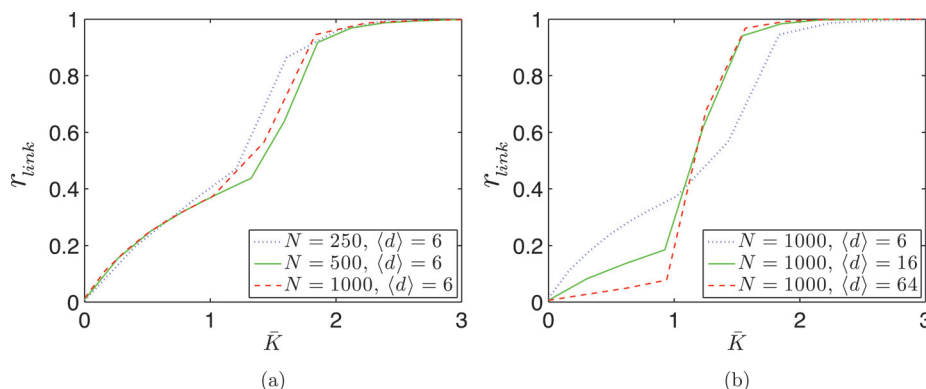 1
0.8
0.6
0.4
0.2
0
r_link
0 1 2 3
K̄
N = 250, ⟨d⟩ = 6
N = 500, ⟨d⟩ = 6
N = 1000, ⟨d⟩ = 6
(a)
1
0.8
0.6
0.4
0.2
0
r_link
0 1 2 3
K̄
N = 1000, ⟨d⟩ = 6
N = 1000, ⟨d⟩ = 16
N = 1000, ⟨d⟩ = 64
(b)